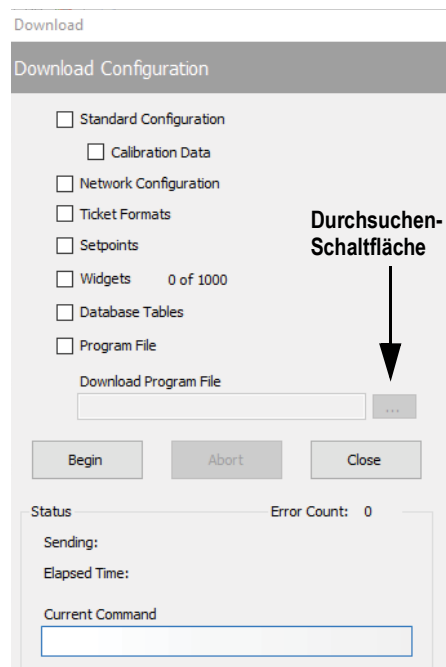 Download
Download Configuration
Standard Configuration
Calibration Data
Network Configuration
Ticket Formats
Durchsuchen-
Schaltfläche
Setpoints
Widgets 0 of 1000
Database Tables
Program File
Download Program File
...
Begin Abort Close
Status Error Count: 0
Sending:
Elapsed Time:
Current Command